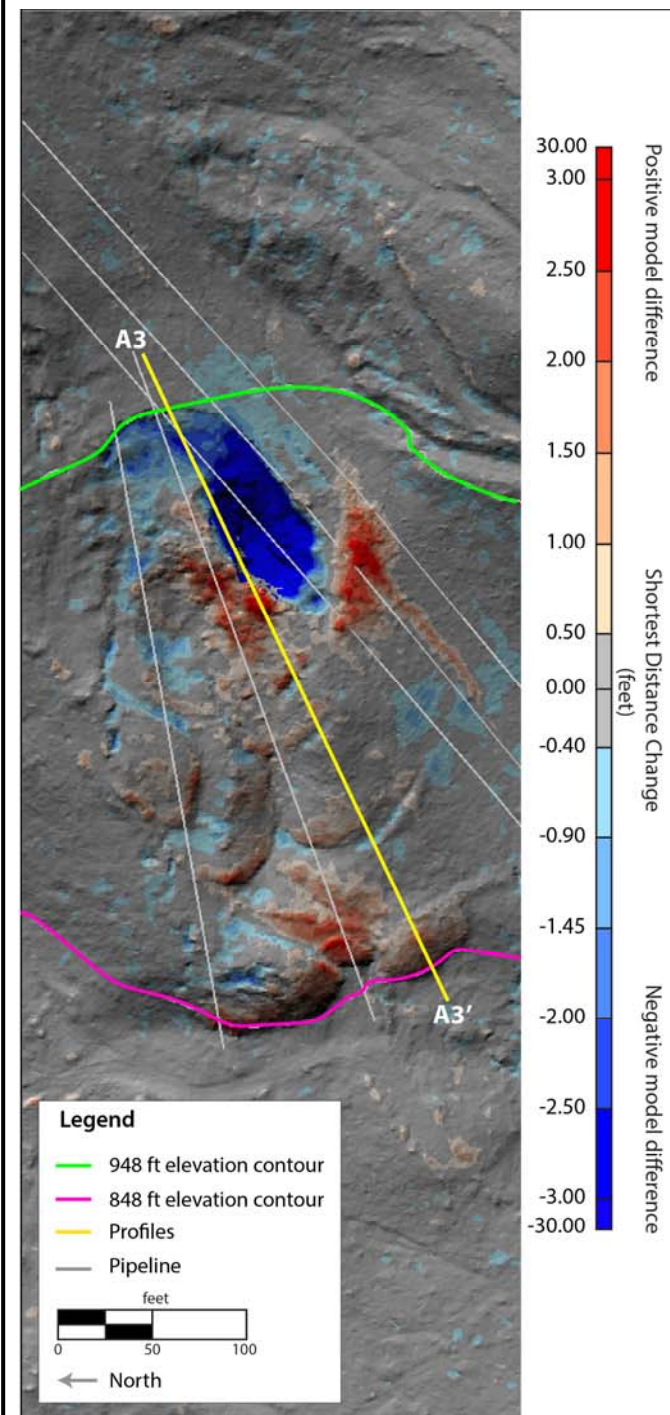 A3
A3’
Legend
948 ft elevation contour
848 ft elevation contour
Profiles
Pipeline
feet
0 50 100
North
30.00
3.00
2.50
2.00
1.50
1.00
0.50
0.00
-0.40
-0.90
-1.45
-2.00
-2.50
-3.00
-30.00
Positive model difference
Shortest Distance Change
(feet)
Negative model difference